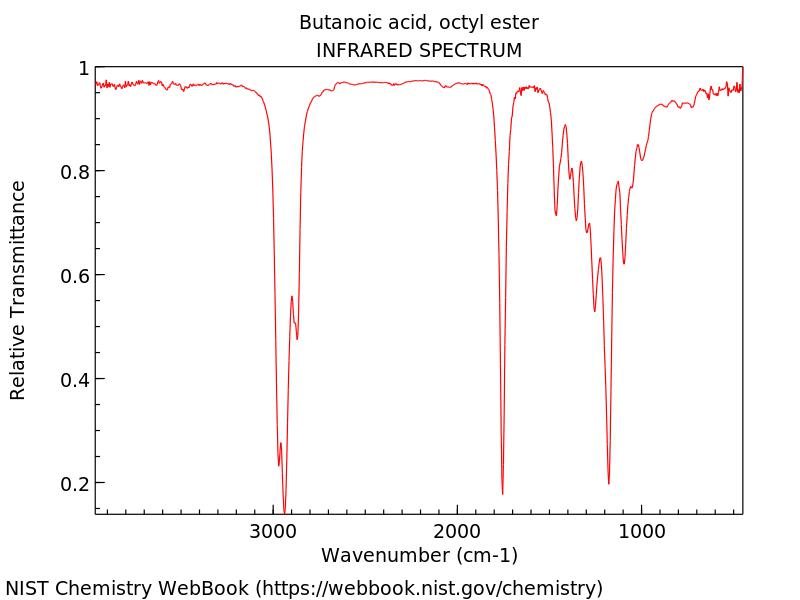 Butanoic acid, octyl ester
INFRARED SPECTRUM
1
0.8
0.6
0.4
0.2
Relative Transmittance
3000 2000 1000
Wavenumber (cm-1)
NIST Chemistry WebBook (https://webbook.nist.gov/chemistry)